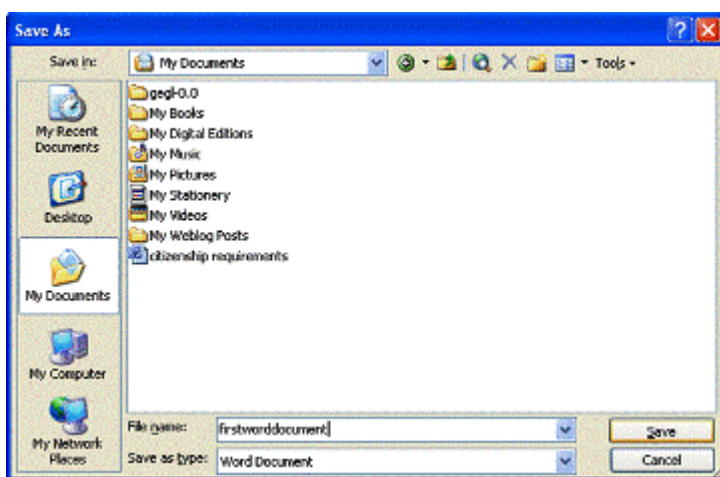 Save As
Save in: My Documents Tools
My Recent Documents
Desktop
My Documents
My Computer
My Network Places
gegl-0.0
My Books
My Digital Editions
My Music
My Pictures
My Stationery
My Videos
My Weblog Posts
citizenship requirements
File name: firstworddocument Save
Save as type: Word Document Cancel